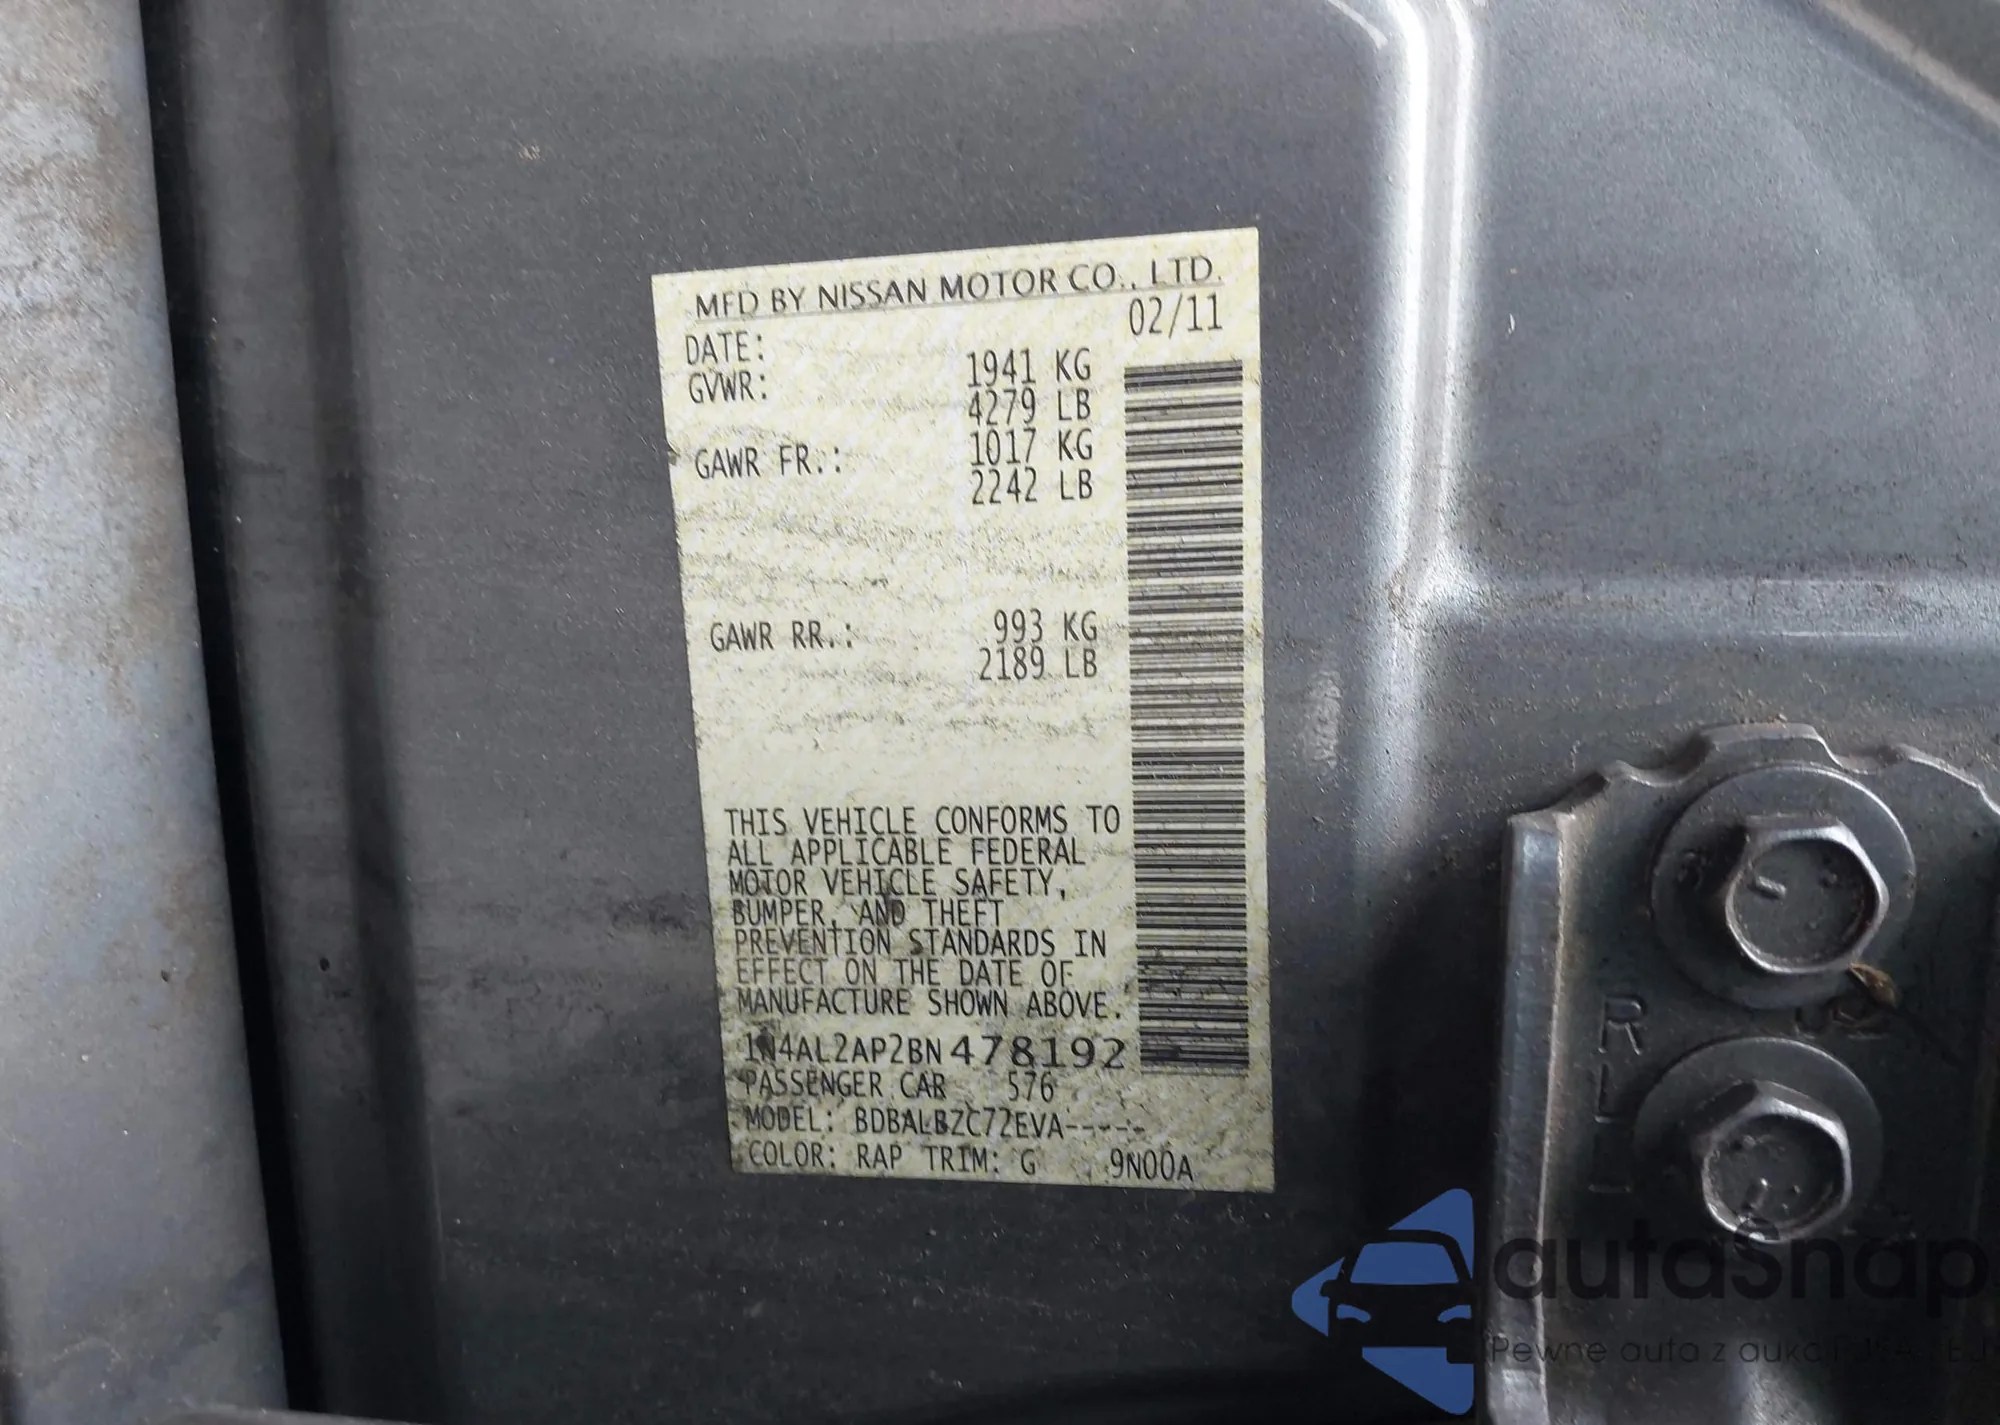 MFD BY NISSAN MOTOR CO., LTD.
DATE: 02/11
GVWR: 1941 KG
4279 LB
GAWR FR.: 1017 KG
2242 LB
GAWR RR.: 993 KG
2189 LB
THIS VEHICLE CONFORMS TO
ALL APPLICABLE FEDERAL
MOTOR VEHICLE SAFETY,
BUMPER, AND THEFT
PREVENTION STANDARDS IN
EFFECT ON THE DATE OF
MANUFACTURE SHOWN ABOVE.
1N4AL2AP2BN478192
PASSENGER CAR 576
MODEL: BDBALBZC72EVA-----
COLOR: RAP TRIM: G 9N00A
R
L
autasnap
Pewne auta z aukcji